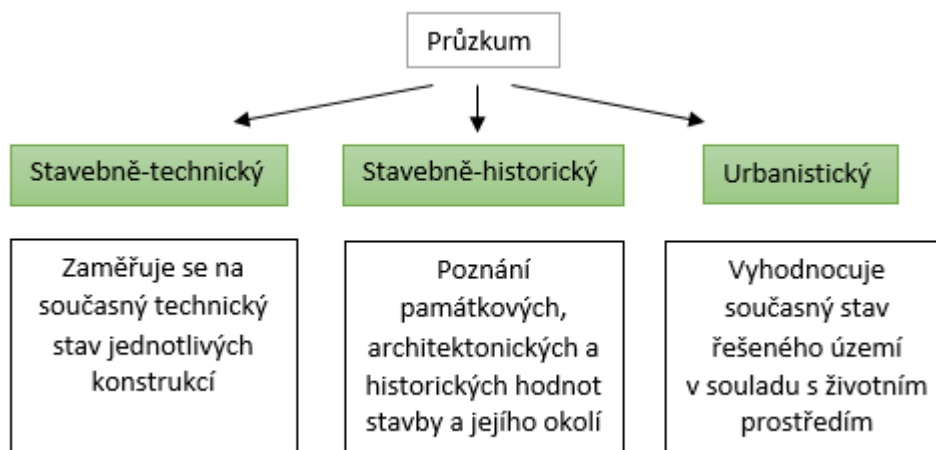 Průzkum
Stavebně-technický
Stavebně-historický
Urbanistický
Zaměřuje se na
současný technický
stav jednotlivých
konstrukcí
Poznání
památkových,
architektonických a
historických hodnot
stavby a jejího okolí
Vyhodnocuje
současný stav
řešeného území
v souladu s životním
prostředím